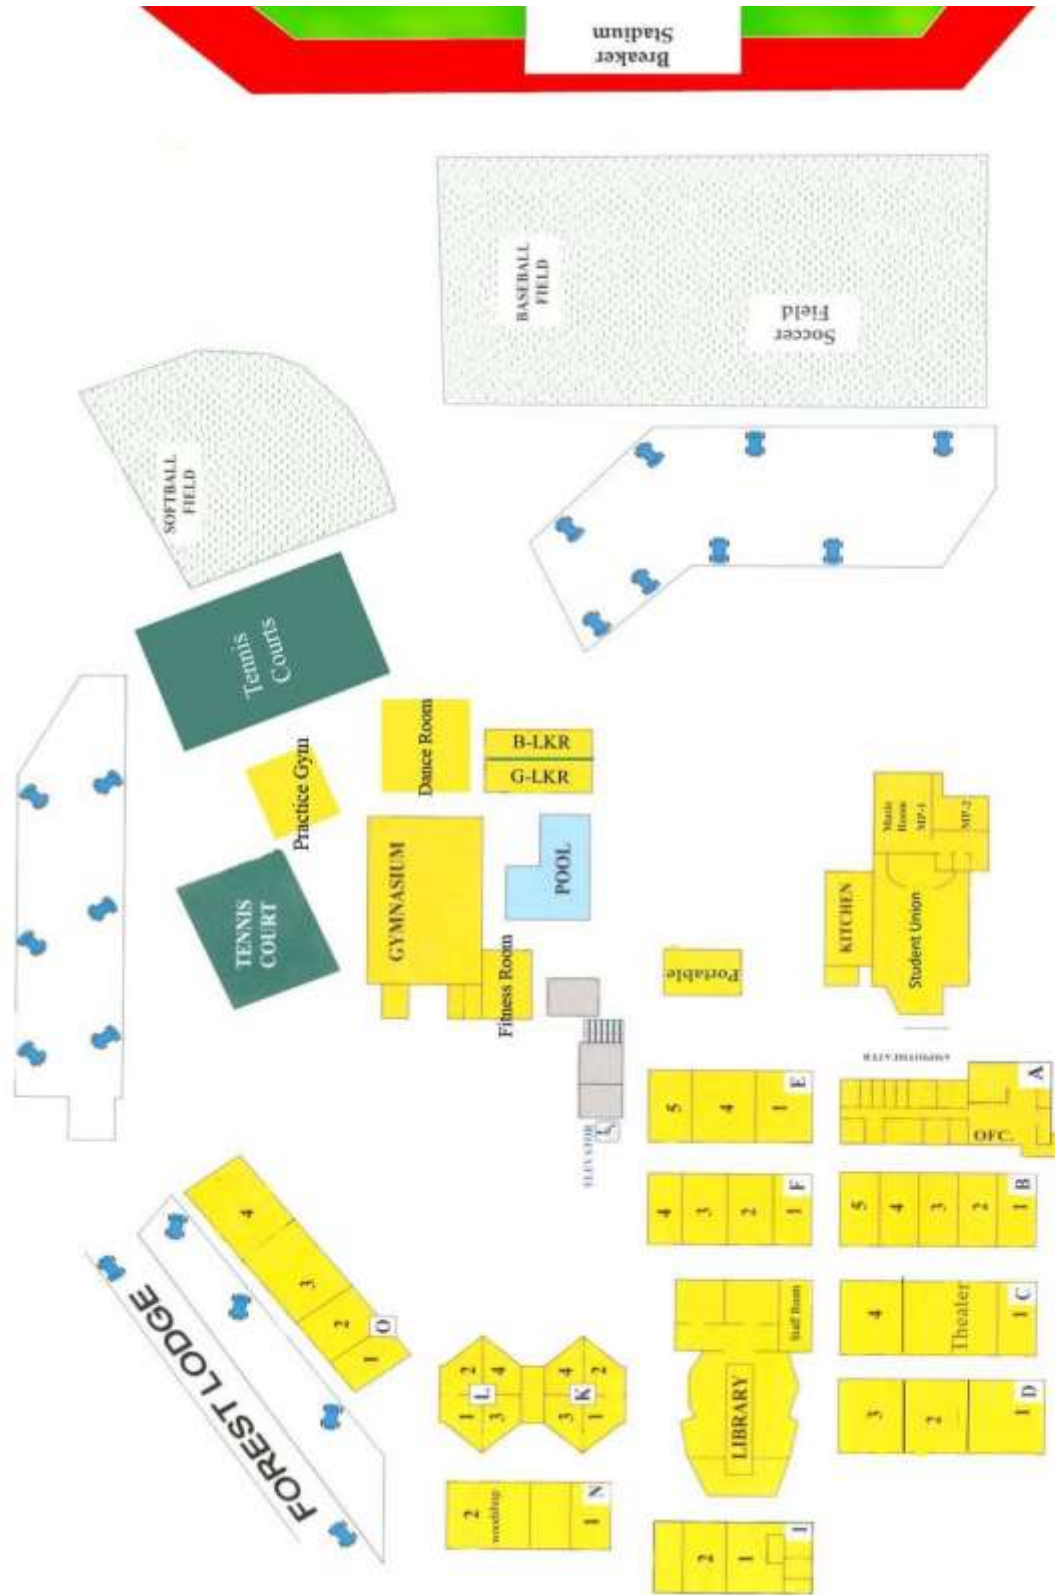 Breaker
Stadium
BASEBALL
FIELD
Soccer
Field
SOFTBALL
FIELD
Tennis
Courts
Practice Gym
Dance Room
B-LKR
G-LKR
TENNIS
COURT
GYMNASIUM
POOL
Fitness Room
Portable
KITCHEN
Student Union
Music
Room
MP-1
MP-2
AMPHITHEATER
ELEVATOR
5
4
1
E
OFC.
A
4
3
2
1
F
5
4
3
2
1
B
FOREST LODGE
4
3
2
1
O
2
4
1
3
L
4
2
3
1
K
Staff Room
LIBRARY
4
Theater
1
C
3
2
1
D
2
woodshop
1
N
2
1
I